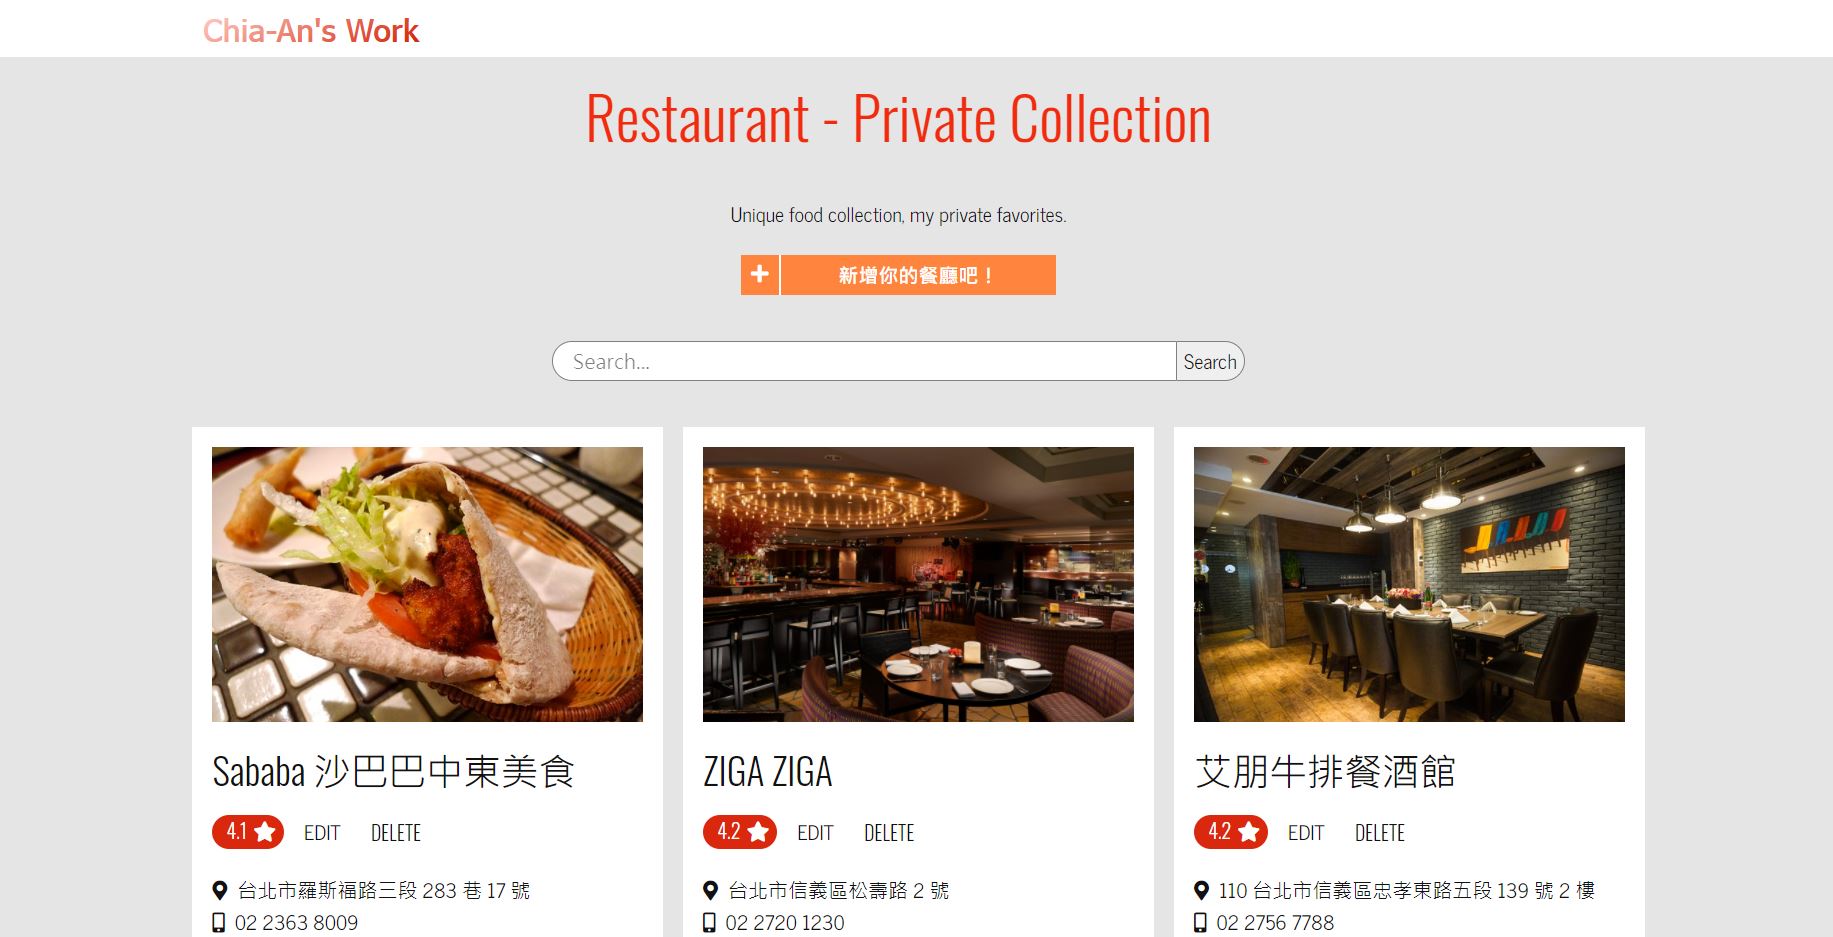 Chia-An's Work
Restaurant - Private Collection
Unique food collection, my private favorites.
新增你的餐廳吧！
Search...
Search
Sababa 沙巴巴中東美食
4.1 EDIT DELETE
台北市羅斯福路三段 283 巷 17 號
02 2363 8009
ZIGA ZIGA
4.2 EDIT DELETE
台北市信義區松壽路 2 號
02 2720 1230
艾朋牛排餐酒館
4.2 EDIT DELETE
110 台北市信義區忠孝東路五段 139 號 2 樓
02 2756 7788